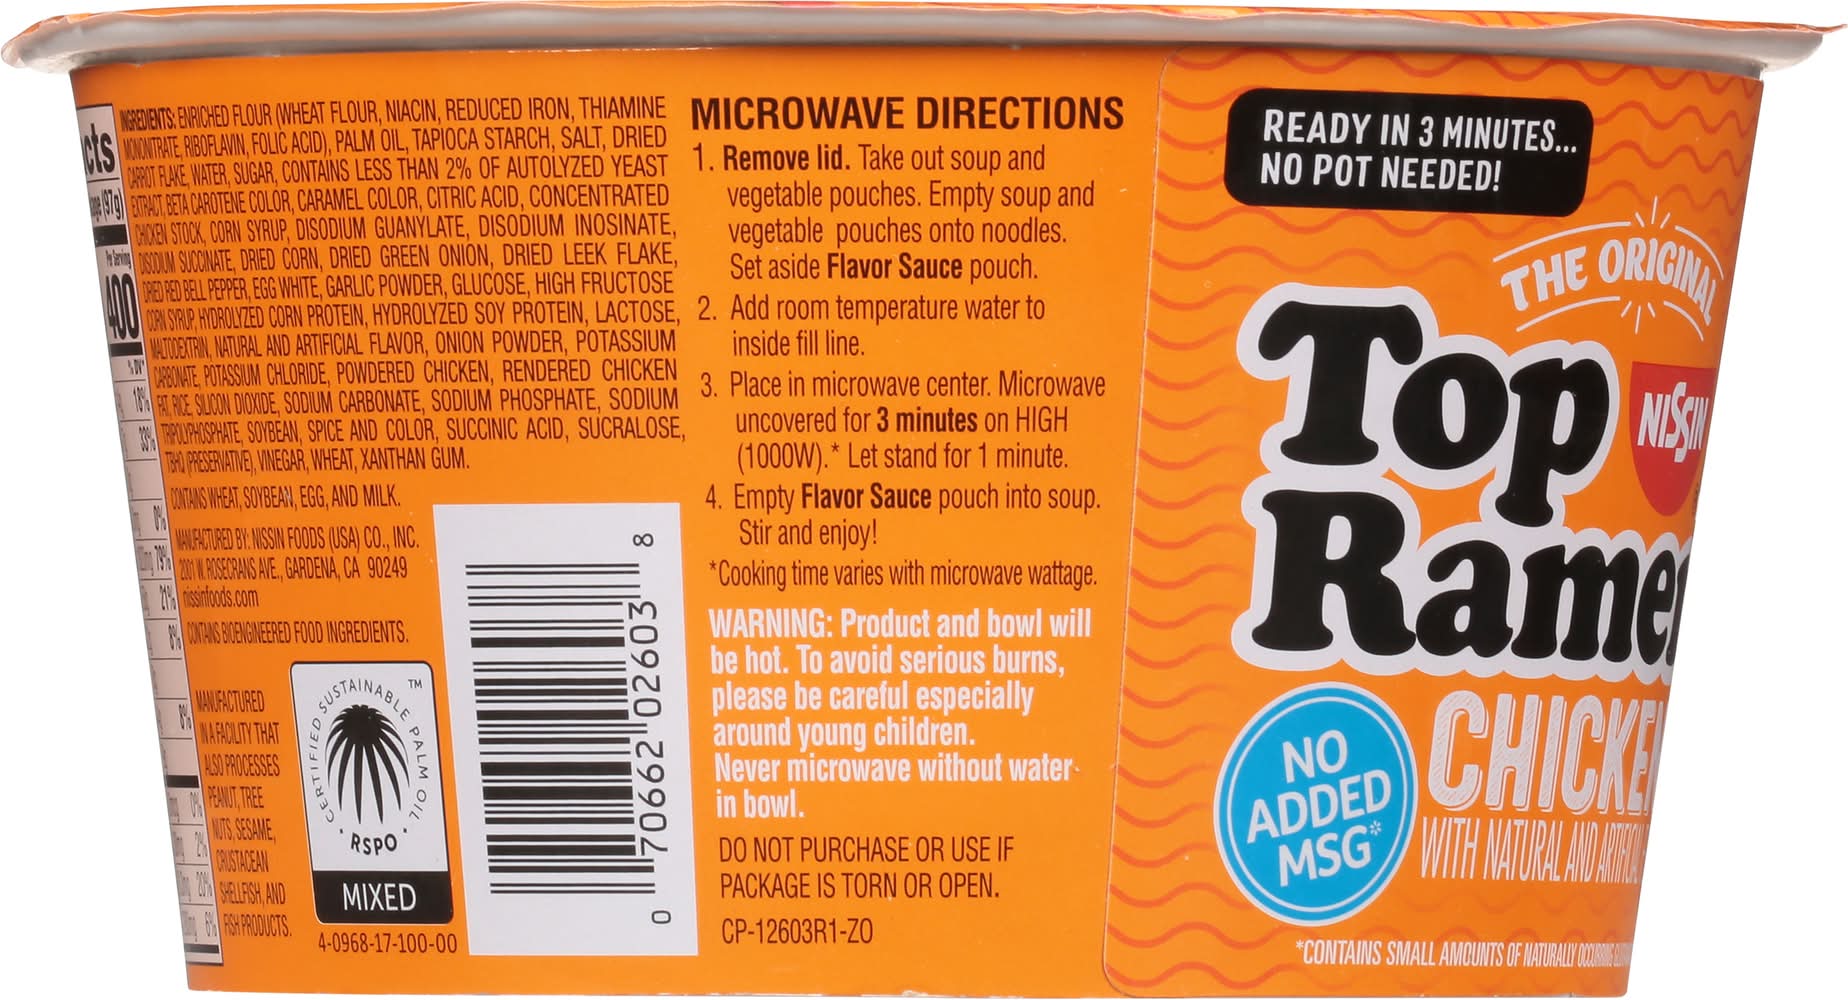 cts
(97g)
Per Serving
400
% DV*
18%
33%
0%
79%
21%
8%
8%
0%
2%
20%
6%
INGREDIENTS: ENRICHED FLOUR (WHEAT FLOUR, NIACIN, REDUCED IRON, THIAMINE
MONONITRATE, RIBOFLAVIN, FOLIC ACID), PALM OIL, TAPIOCA STARCH, SALT, DRIED
CARROT FLAKE, WATER, SUGAR, CONTAINS LESS THAN 2% OF AUTOLYZED YEAST
EXTRACT, BETA CAROTENE COLOR, CARAMEL COLOR, CITRIC ACID, CONCENTRATED
CHICKEN STOCK, CORN SYRUP, DISODIUM GUANYLATE, DISODIUM INOSINATE,
DISODIUM SUCCINATE, DRIED CORN, DRIED GREEN ONION, DRIED LEEK FLAKE,
DRIED RED BELL PEPPER, EGG WHITE, GARLIC POWDER, GLUCOSE, HIGH FRUCTOSE
CORN SYRUP, HYDROLYZED CORN PROTEIN, HYDROLYZED SOY PROTEIN, LACTOSE,
MALTODEXTRIN, NATURAL AND ARTIFICIAL FLAVOR, ONION POWDER, POTASSIUM
CARBONATE, POTASSIUM CHLORIDE, POWDERED CHICKEN, RENDERED CHICKEN
FAT, RICE, SILICON DIOXIDE, SODIUM CARBONATE, SODIUM PHOSPHATE, SODIUM
TRIPOLYPHOSPHATE, SOYBEAN, SPICE AND COLOR, SUCCINIC ACID, SUCRALOSE,
TBHQ (PRESERVATIVE), VINEGAR, WHEAT, XANTHAN GUM.
CONTAINS WHEAT, SOYBEAN, EGG, AND MILK.
MANUFACTURED BY: NISSIN FOODS (USA) CO., INC.
2001 W. ROSECRANS AVE., GARDENA, CA 90249
nissinfoods.com
CONTAINS BIOENGINEERED FOOD INGREDIENTS.
MANUFACTURED
IN A FACILITY THAT
ALSO PROCESSES
PEANUT, TREE
NUTS, SESAME,
CRUSTACEAN
SHELLFISH, AND
FISH PRODUCTS.
CERTIFIED SUSTAINABLE PALM OIL ™
RSPO
MIXED
4-0968-17-100-00
0 70662 02603 8
MICROWAVE DIRECTIONS
1. Remove lid. Take out soup and
vegetable pouches. Empty soup and
vegetable pouches onto noodles.
Set aside Flavor Sauce pouch.
2. Add room temperature water to
inside fill line.
3. Place in microwave center. Microwave
uncovered for 3 minutes on HIGH
(1000W).* Let stand for 1 minute.
4. Empty Flavor Sauce pouch into soup.
Stir and enjoy!
*Cooking time varies with microwave wattage.
WARNING: Product and bowl will
be hot. To avoid serious burns,
please be careful especially
around young children.
Never microwave without water
in bowl.
DO NOT PURCHASE OR USE IF
PACKAGE IS TORN OR OPEN.
CP-12603R1-ZO
READY IN 3 MINUTES...
NO POT NEEDED!
THE ORIGINAL
Top
Rame
NISSIN
CHICKE
WITH NATURAL AND
NO
ADDED
MSG*
*CONTAINS SMALL AMOUNTS OF NATURALLY OCCURRING